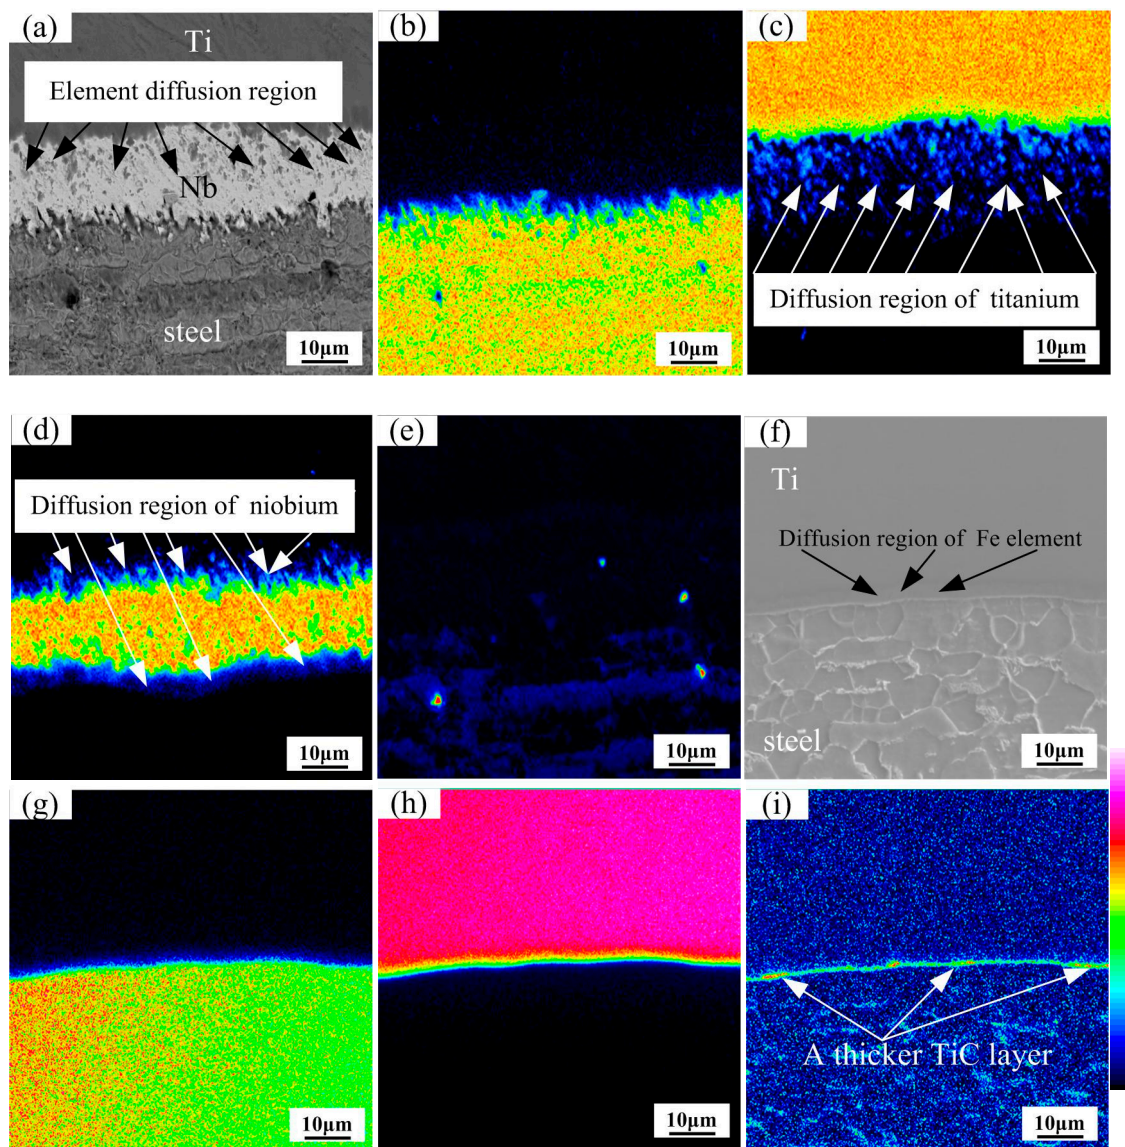 (a)
Ti
Element diffusion region
Nb
steel
10μm
(b)
10μm
(c)
Diffusion region of titanium
10μm
(d)
Diffusion region of niobium
10μm
(e)
10μm
(f)
Ti
Diffusion region of Fe element
steel
10μm
(g)
10μm
(h)
10μm
(i)
A thicker TiC layer
10μm